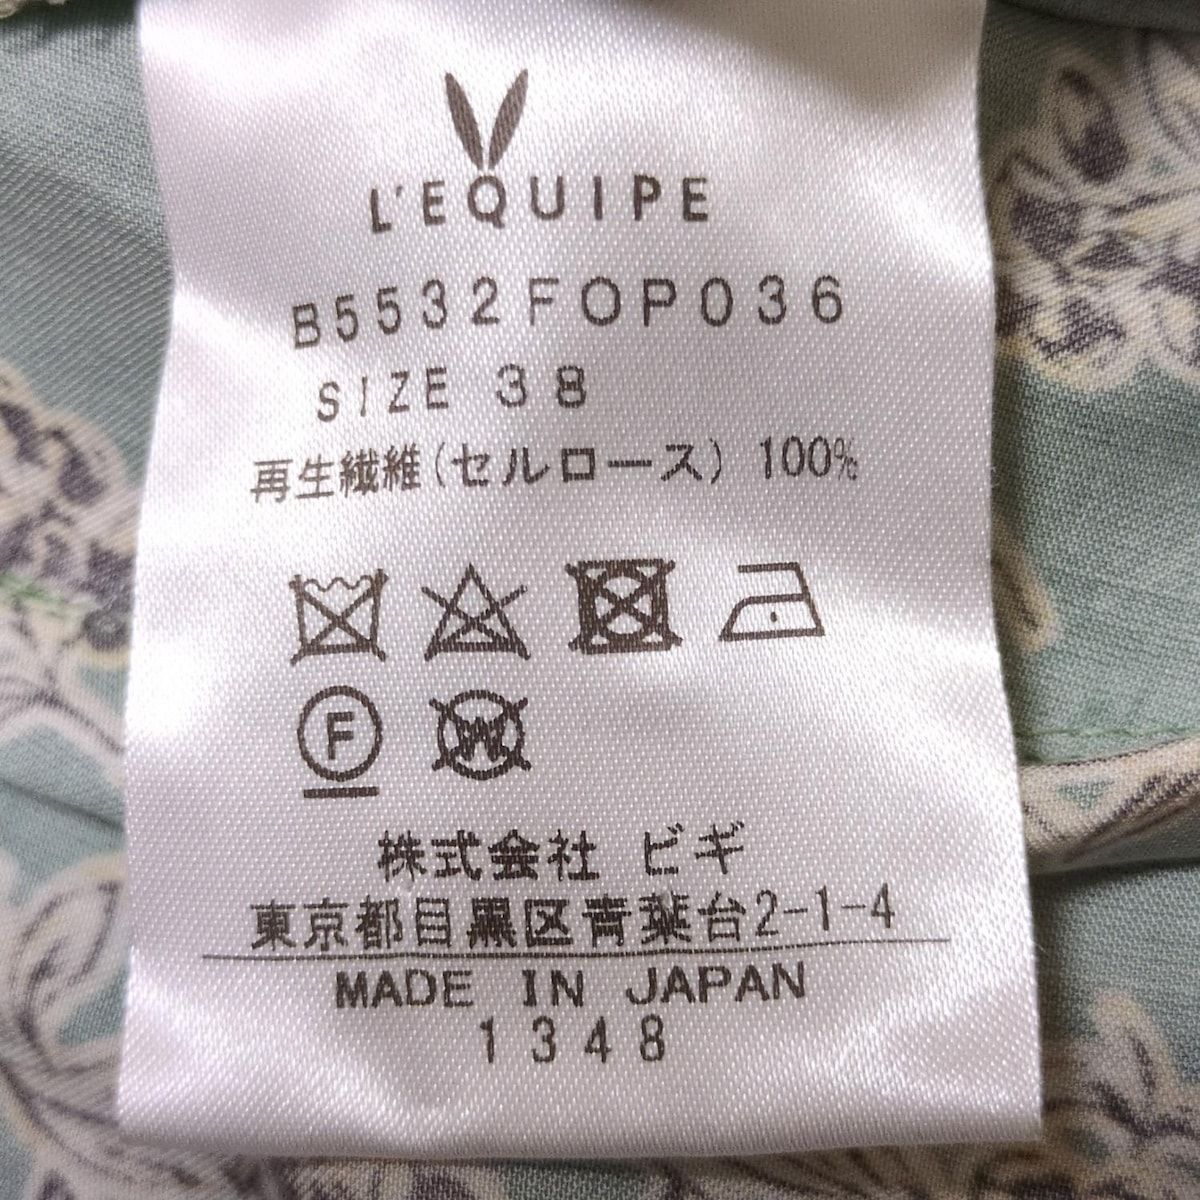 L'EQUIPE
B5532FOP036
SIZE 38
再生繊維(セルロース) 100%
F
W
株式会社 ビギ
東京都目黒区青葉台2-1-4
MADE IN JAPAN
1348